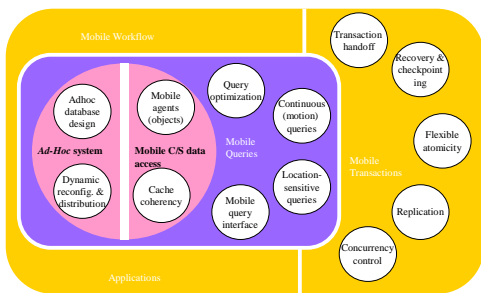 Mobile Workflow
Transaction
handoff
Recovery &
checkpoint
ing
Flexible
atomicity
Mobile
Transactions
Replication
Concurrency
control
Query
optimization
Continuous
(motion)
queries
Mobile
Queries
Location-
sensitive
queries
Mobile
query
interface
Adhoc
database
design
Ad-Hoc system
Dynamic
reconfig. &
distribution
Mobile
agents
(objects)
Mobile C/S data
access
Cache
coherency
Applications